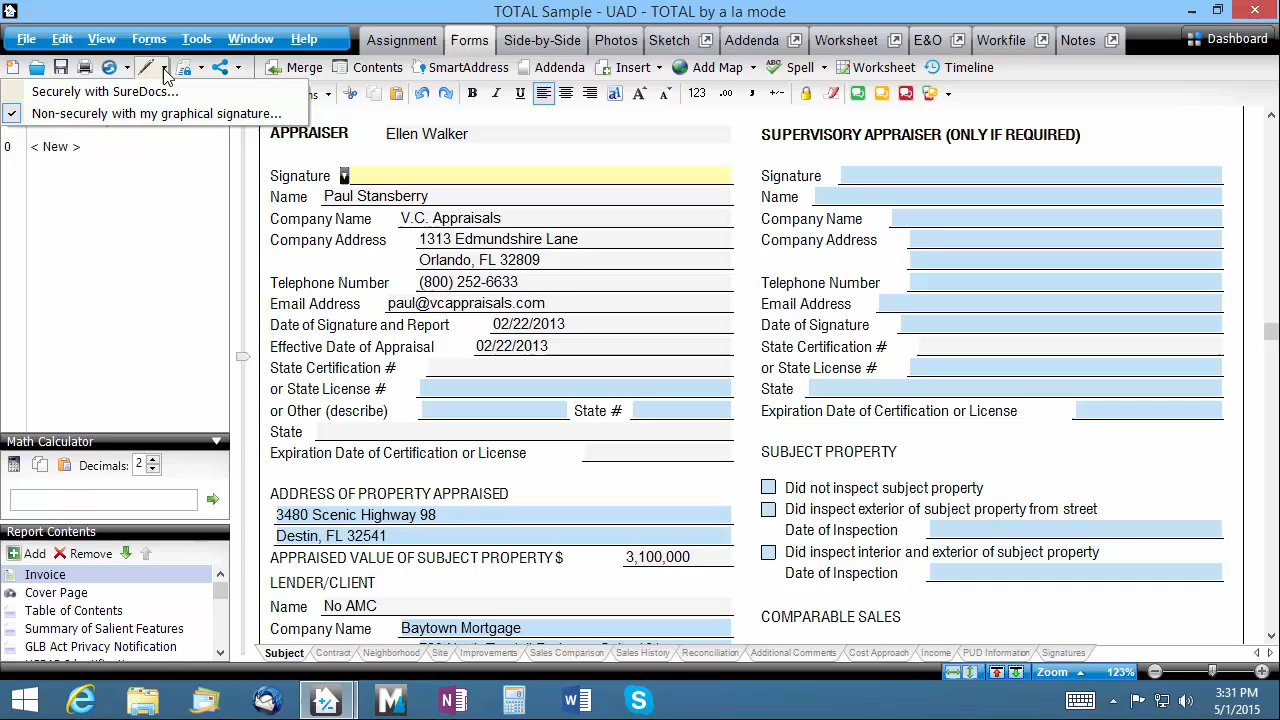 TOTAL Sample - UAD - TOTAL by a la mode
File Edit View Forms Tools Window Help
Assignment Forms Side-by-Side Photos Sketch Addenda Worksheet E&O Workfile Notes Dashboard
Merge Contents SmartAddress Addenda Add Map Spell Worksheet Timeline
Securely with SureDocs...
Non-securely with my graphical signature...
B I U A A 123 .00 .0
0 < New >
APPRAISER Ellen Walker
Signature
Name Paul Stansberry
Company Name V.C. Appraisals
Company Address 1313 Edmundshire Lane
Orlando, FL 32809
Telephone Number (800) 252-6633
Email Address paul@vcappraisals.com
Date of Signature and Report 02/22/2013
Effective Date of Appraisal 02/22/2013
State Certification #
or State License #
or Other (describe) State #
State
Expiration Date of Certification or License
ADDRESS OF PROPERTY APPRAISED
3480 Scenic Highway 98
Destin, FL 32541
APPRAISED VALUE OF SUBJECT PROPERTY $ 3,100,000
LENDER/CLIENT
Name No AMC
Company Name Baytown Mortgage
SUPERVISORY APPRAISER (ONLY IF REQUIRED)
Signature
Name
Company Name
Company Address
Telephone Number
Email Address
Date of Signature
State Certification #
or State License #
State
Expiration Date of Certification or License
SUBJECT PROPERTY
Did not inspect subject property
Did inspect exterior of subject property from street
Date of Inspection
Did inspect interior and exterior of subject property
Date of Inspection
COMPARABLE SALES
Math Calculator
Decimals: 2
Report Contents
Add Remove
Invoice
Cover Page
Table of Contents
Summary of Salient Features
GLB Act Privacy Notification
Subject Contract Neighborhood Site Improvements Sales Comparison Sales History Reconciliation Additional Comments Cost Approach Income PUD Information Signatures
Zoom 123%
3:31 PM
5/1/2015